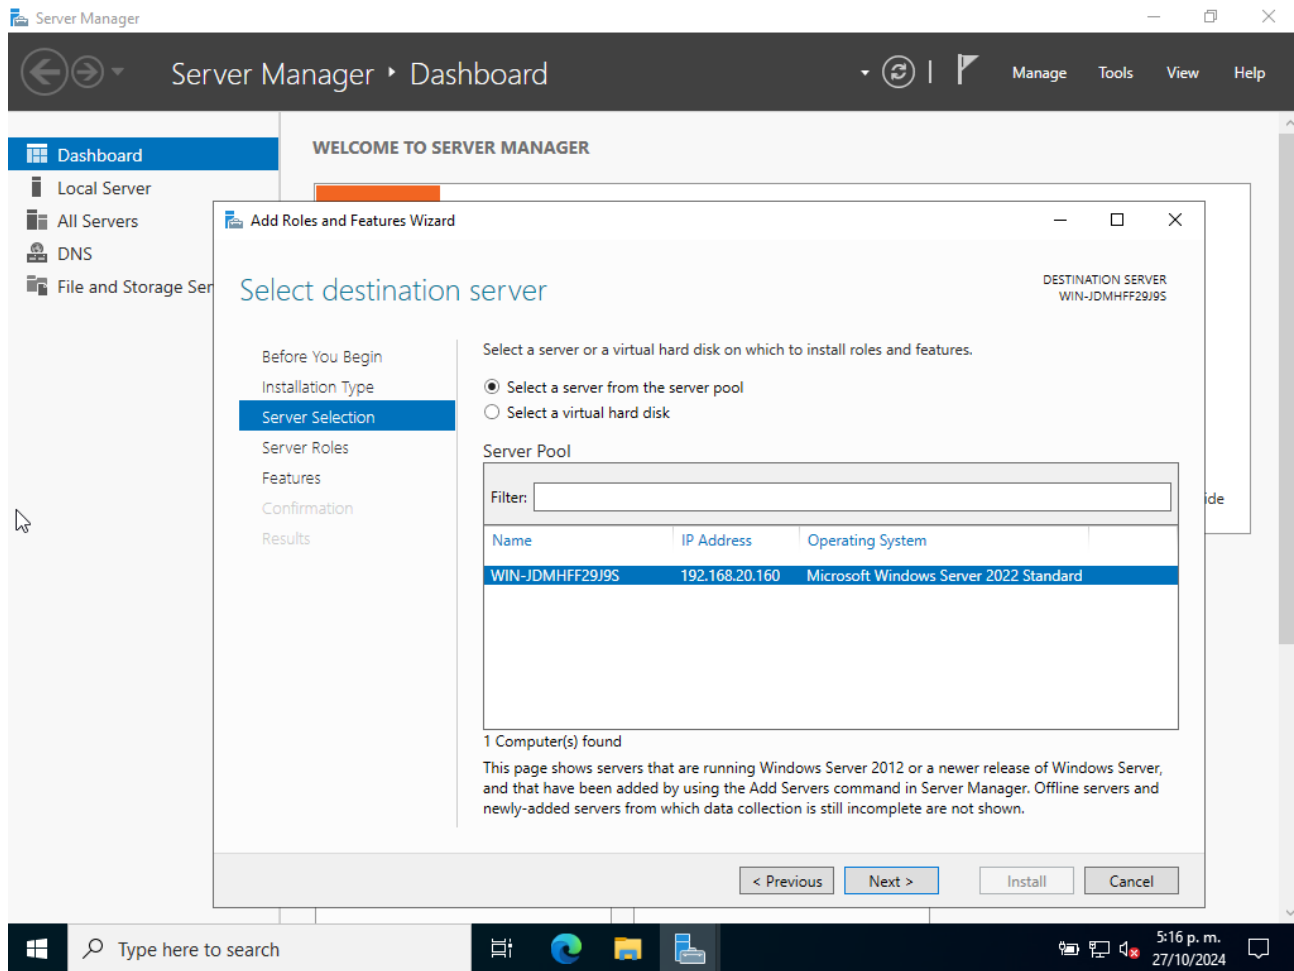 Server Manager
Server Manager ‣ Dashboard
Manage Tools View Help
Dashboard
Local Server
All Servers
DNS
File and Storage Ser
WELCOME TO SERVER MANAGER
Add Roles and Features Wizard
Select destination server
DESTINATION SERVER
WIN-JDMHFF29J9S
Before You Begin
Installation Type
Server Selection
Server Roles
Features
Confirmation
Results
Select a server or a virtual hard disk on which to install roles and features.
Select a server from the server pool
Select a virtual hard disk
Server Pool
Filter:
Name IP Address Operating System
WIN-JDMHFF29J9S 192.168.20.160 Microsoft Windows Server 2022 Standard
1 Computer(s) found
This page shows servers that are running Windows Server 2012 or a newer release of Windows Server,
and that have been added by using the Add Servers command in Server Manager. Offline servers and
newly-added servers from which data collection is still incomplete are not shown.
ide
< Previous Next > Install Cancel
Type here to search
5:16 p. m.
27/10/2024